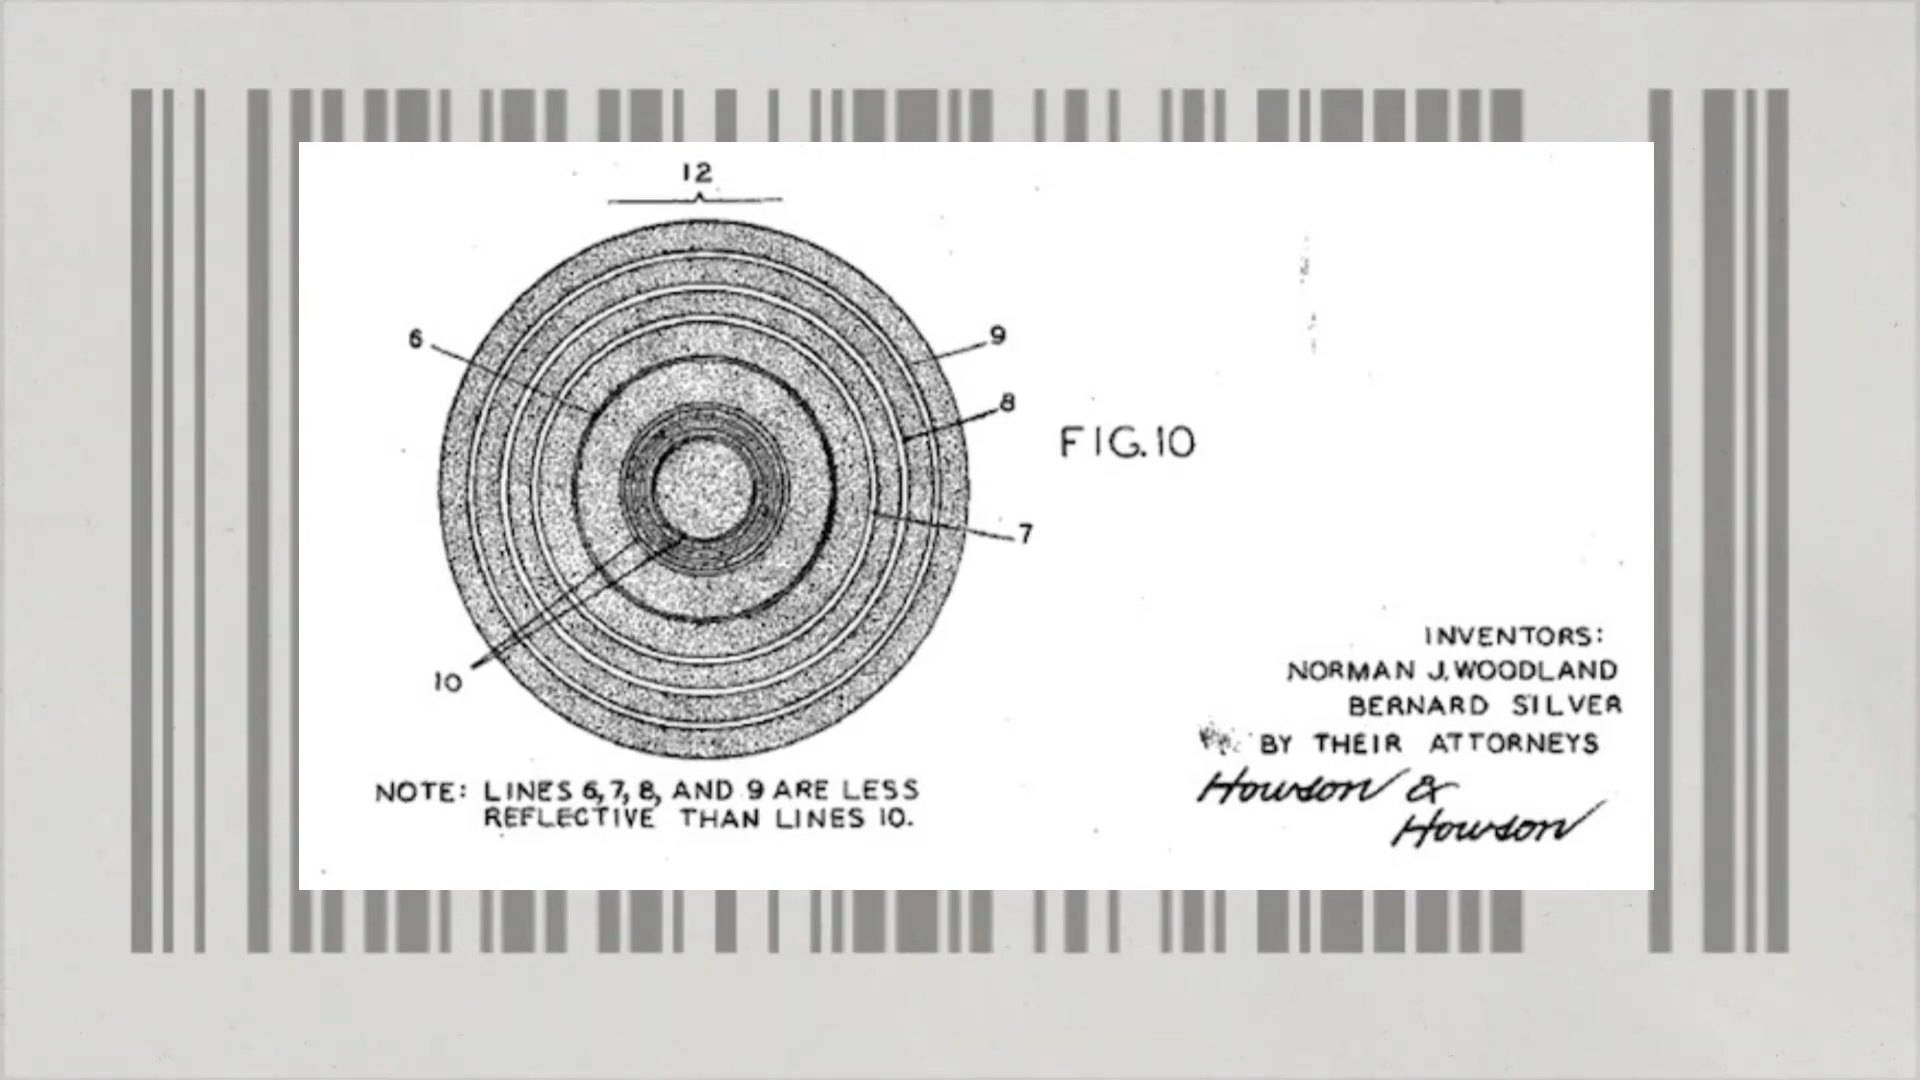 12
6
9
8
FIG.10
7
10
INVENTORS:
NORMAN J. WOODLAND
BERNARD SILVER
BY THEIR ATTORNEYS
Howson &
Howson
NOTE: LINES 6, 7, 8, AND 9 ARE LESS
REFLECTIVE THAN LINES 10.